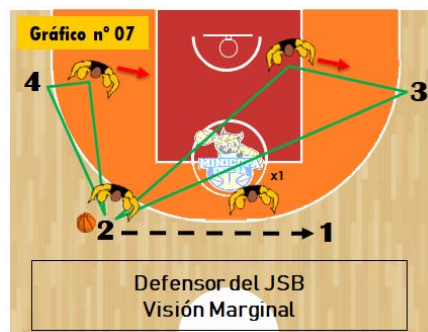 Gráfico nº 07
4
3
x1
2
1
Defensor del JSB
Visión Marginal